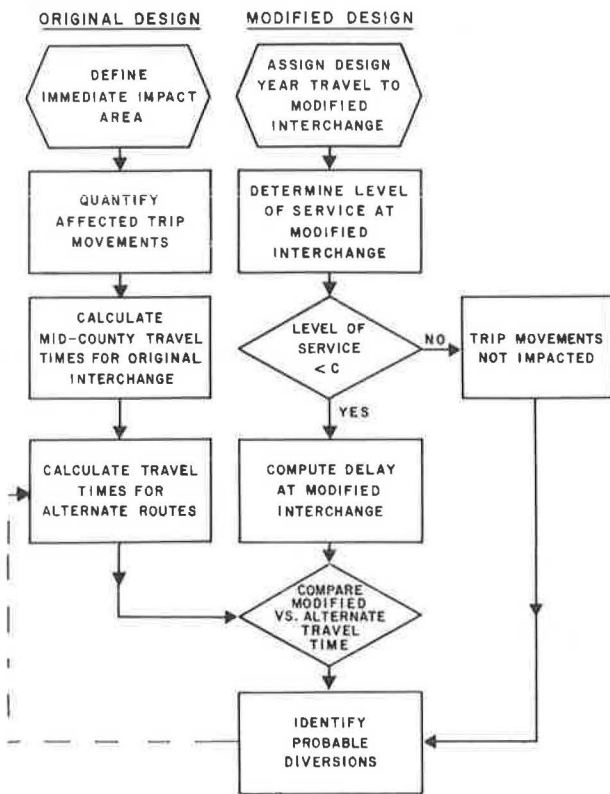 ORIGINAL DESIGN
DEFINE
IMMEDIATE IMPACT
AREA
QUANTIFY
AFFECTED TRIP
MOVEMENTS
CALCULATE
MID-COUNTY TRAVEL
TIMES FOR ORIGINAL
INTERCHANGE
CALCULATE TRAVEL
TIMES FOR
ALTERNATE ROUTES
MODIFIED DESIGN
ASSIGN DESIGN
YEAR TRAVEL TO
MODIFIED
INTERCHANGE
DETERMINE LEVEL
OF SERVICE AT
MODIFIED
INTERCHANGE
LEVEL OF
SERVICE
< C
NO
TRIP MOVEMENTS
NOT IMPACTED
YES
COMPUTE DELAY
AT MODIFIED
INTERCHANGE
COMPARE
MODIFIED
VS. ALTERNATE
TRAVEL
TIME
IDENTIFY
PROBABLE
DIVERSIONS